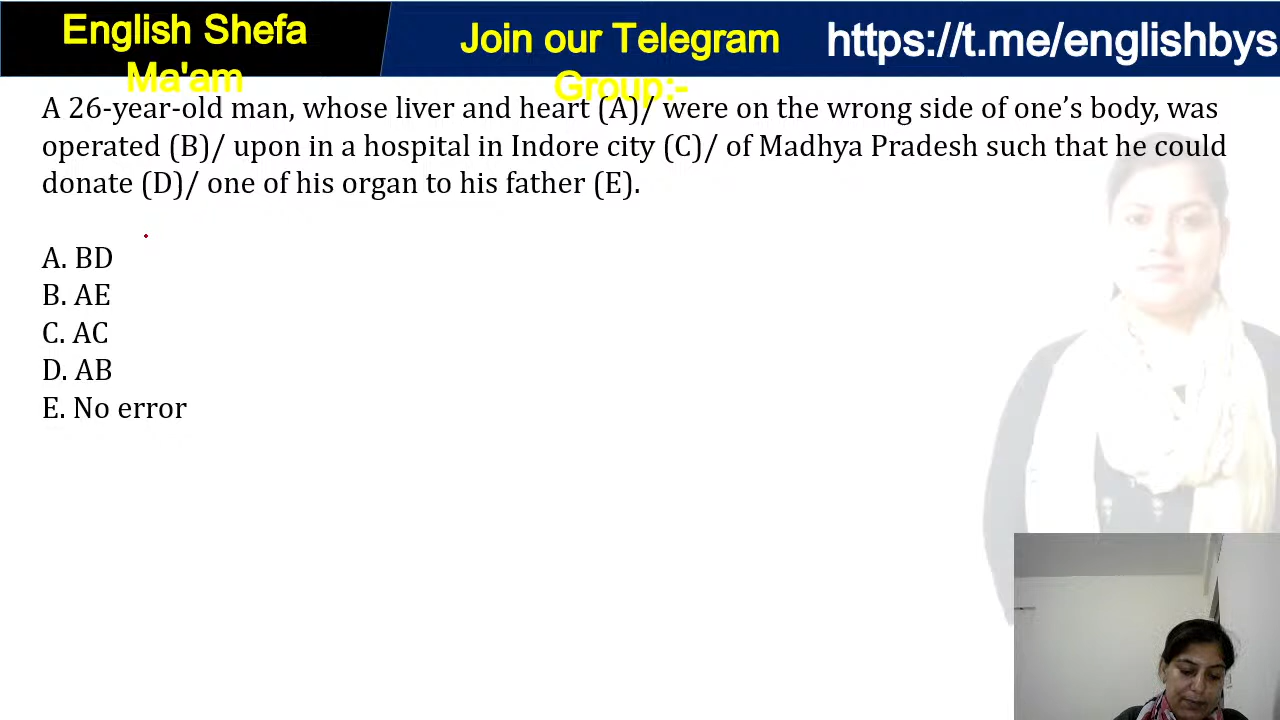 English Shefa
Ma'am
Join our Telegram
Group:-
https://t.me/englishbys
A 26-year-old man, whose liver and heart (A)/ were on the wrong side of one’s body, was
operated (B)/ upon in a hospital in Indore city (C)/ of Madhya Pradesh such that he could
donate (D)/ one of his organ to his father (E).
A. BD
B. AE
C. AC
D. AB
E. No error